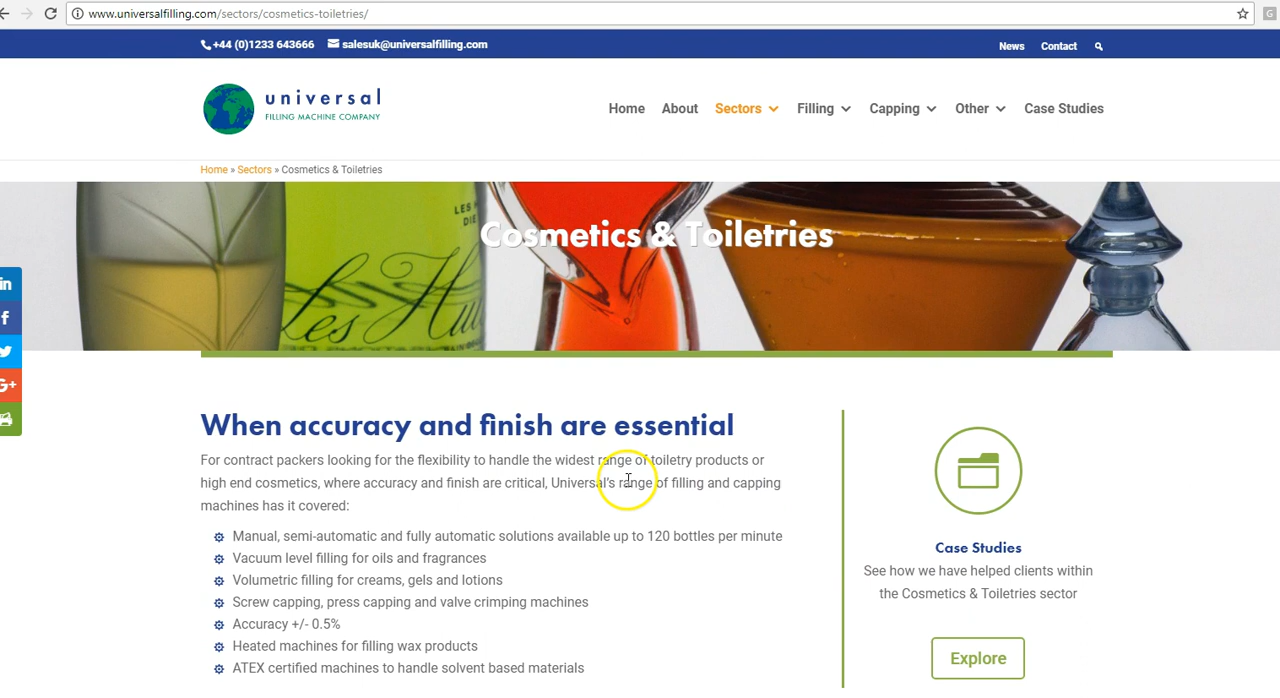 www.universalfilling.com/sectors/cosmetics-toiletries/
G
+44 (0)1233 643666 salesuk@universalfilling.com
News Contact
universal
FILLING MACHINE COMPANY
Home About Sectors Filling Capping Other Case Studies
Home » Sectors » Cosmetics & Toiletries
LES
DIE
Cosmetics & Toiletries
Les
in
f
G+
When accuracy and finish are essential
For contract packers looking for the flexibility to handle the widest range of toiletry products or
high end cosmetics, where accuracy and finish are critical, Universal's range of filling and capping
machines has it covered:
Manual, semi-automatic and fully automatic solutions available up to 120 bottles per minute
Vacuum level filling for oils and fragrances
Volumetric filling for creams, gels and lotions
Screw capping, press capping and valve crimping machines
Accuracy +/- 0.5%
Heated machines for filling wax products
ATEX certified machines to handle solvent based materials
Case Studies
See how we have helped clients within
the Cosmetics & Toiletries sector
Explore